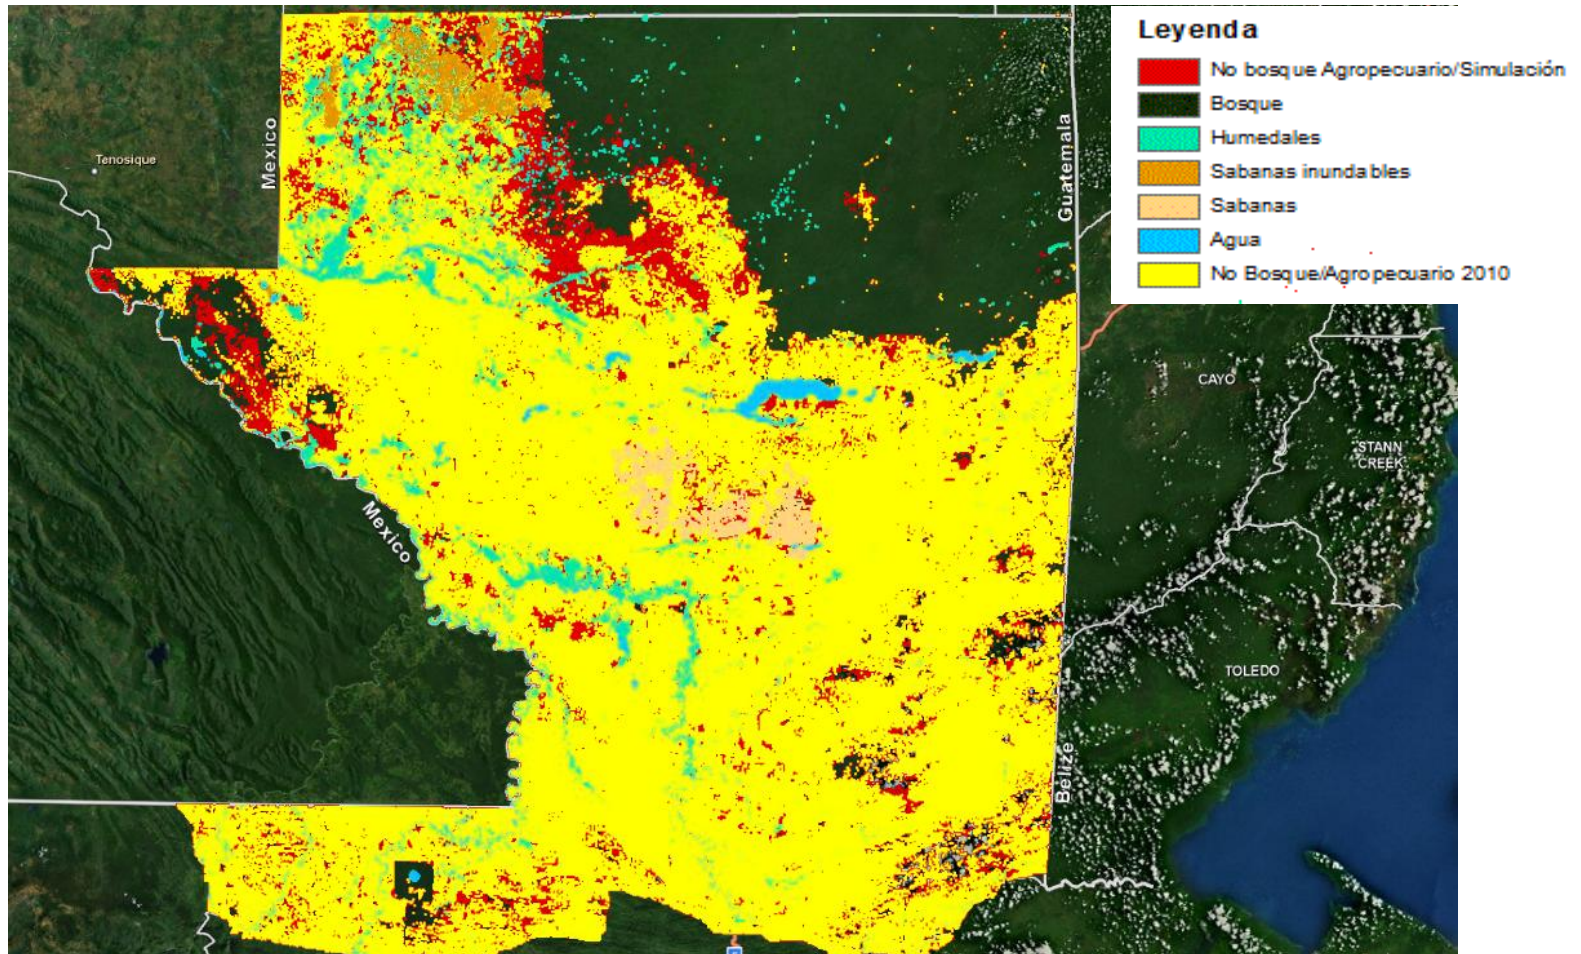 Leyenda
No bosque Agropecuario/Simulación
Bosque
Humedales
Sabanas inundables
Sabanas
Agua
No Bosque/Agropecuario 2010
Tenosique
Mexico
Guatemala
CAYO
STANN
CREEK
Mexico
TOLEDO
Belize